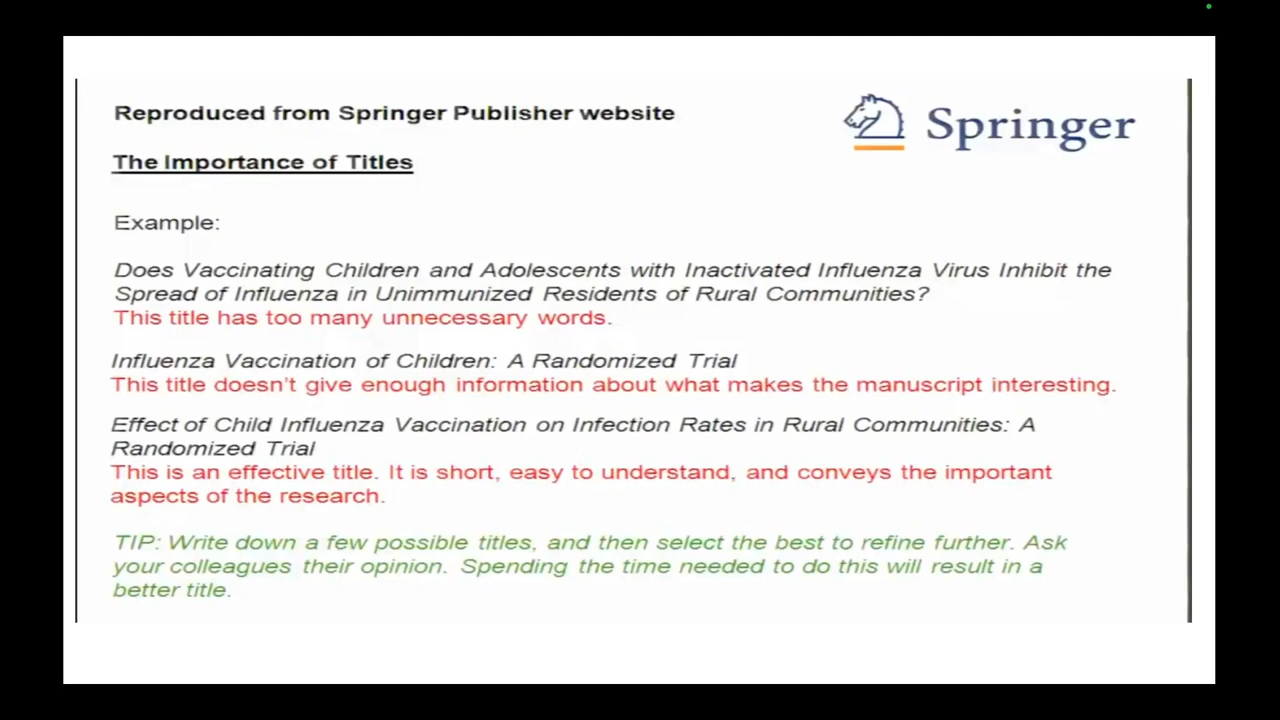 Reproduced from Springer Publisher website
Springer
The Importance of Titles
Example:
Does Vaccinating Children and Adolescents with Inactivated Influenza Virus Inhibit the
Spread of Influenza in Unimmunized Residents of Rural Communities?
This title has too many unnecessary words.
Influenza Vaccination of Children: A Randomized Trial
This title doesn't give enough information about what makes the manuscript interesting.
Effect of Child Influenza Vaccination on Infection Rates in Rural Communities: A
Randomized Trial
This is an effective title. It is short, easy to understand, and conveys the important
aspects of the research.
TIP: Write down a few possible titles, and then select the best to refine further. Ask
your colleagues their opinion. Spending the time needed to do this will result in a
better title.